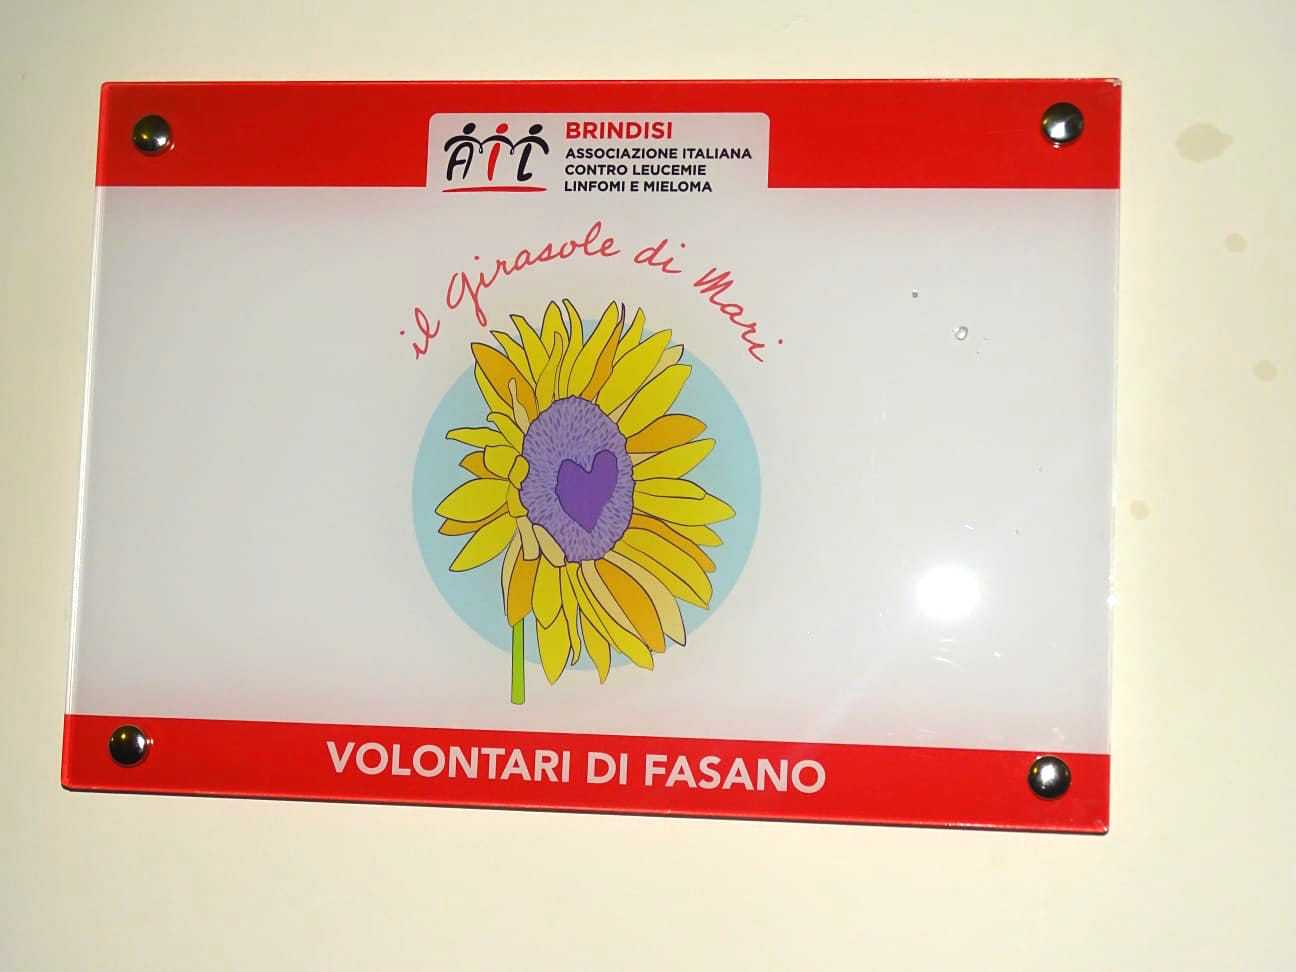 AIL
BRINDISI
ASSOCIAZIONE ITALIANA
CONTRO LEUCEMIE
LINFOMI E MIELOMA
il Girasole di Mari
VOLONTARI DI FASANO